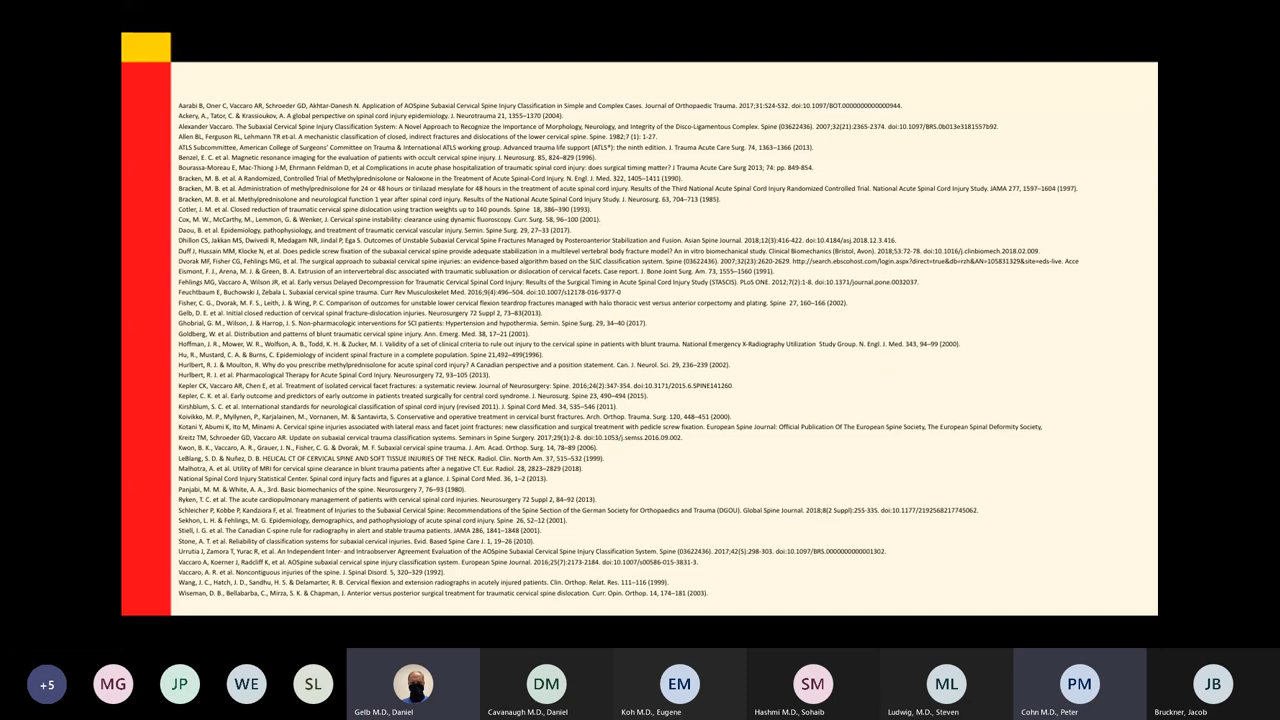 Aarabi B, Oner C, Vaccaro AR, Schroeder GD, Akhtar-Danesh N. Application of AOSpine Subaxial Cervical Spine Injury Classification in Simple and Complex Cases. Journal of Orthopaedic Trauma. 2017;31:S24-S32. doi:10.1097/BOT.0000000000000944.
Ackery, A., Tator, C. & Krassioukov, A. A global perspective on spinal cord injury epidemiology. J. Neurotrauma 21, 1355–1370 (2004).
Alexander Vaccaro. The Subaxial Cervical Spine Injury Classification System: A Novel Approach to Recognize the Importance of Morphology, Neurology, and Integrity of the Disco-Ligamentous Complex. Spine (03622436). 2007;32(21):2365-2374. doi:10.1097/BRS.0b013e3181557b92.
Allen BL, Ferguson RL, Lehmann TR et-al. A mechanistic classification of closed, indirect fractures and dislocations of the lower cervical spine. Spine. 1982;7 (1): 1-27.
ATLS Subcommittee, American College of Surgeons' Committee on Trauma & International ATLS working group. Advanced trauma life support (ATLS®): the ninth edition. J. Trauma Acute Care Surg. 74, 1363–1366 (2013).
Benzel, E. C. et al. Magnetic resonance imaging for the evaluation of patients with occult cervical spine injury. J. Neurosurg. 85, 824–829 (1996).
Bourassa-Moreau E, Mac-Thiong J-M, Ehrmann Feldman D, et al Complications in acute phase hospitalization of traumatic spinal cord injury: does surgical timing matter? J Trauma Acute Care Surg 2013; 74: pp. 849-854.
Bracken, M. B. et al. A Randomized, Controlled Trial of Methylprednisolone or Naloxone in the Treatment of Acute Spinal-Cord Injury. N. Engl. J. Med. 322, 1405–1411 (1990).
Bracken, M. B. et al. Administration of methylprednisolone for 24 or 48 hours or tirilazad mesylate for 48 hours in the treatment of acute spinal cord injury. Results of the Third National Acute Spinal Cord Injury Randomized Controlled Trial. National Acute Spinal Cord Injury Study. JAMA 277, 1597–1604 (1997).
Bracken, M. B. et al. Methylprednisolone and neurological function 1 year after spinal cord injury. Results of the National Acute Spinal Cord Injury Study. J. Neurosurg. 63, 704–713 (1985).
Cotler, J. M. et al. Closed reduction of traumatic cervical spine dislocation using traction weights up to 140 pounds. Spine 18, 386–390 (1993).
Cox, M. W., McCarthy, M., Lemmon, G. & Wenker, J. Cervical spine instability: clearance using dynamic fluoroscopy. Curr. Surg. 58, 96–100 (2001).
Daou, B. et al. Epidemiology, pathophysiology, and treatment of traumatic cervical vascular injury. Semin. Spine Surg. 29, 27–33 (2017).
Dhillon CS, Jakkan MS, Dwivedi R, Medagam NR, Jindal P, Ega S. Outcomes of Unstable Subaxial Cervical Spine Fractures Managed by Posteroanterior Stabilization and Fusion. Asian Spine Journal. 2018;12(3):416-422. doi:10.4184/asj.2018.12.3.416.
Duff J, Hussain MM, Klocke N, et al. Does pedicle screw fixation of the subaxial cervical spine provide adequate stabilization in a multilevel vertebral body fracture model? An in vitro biomechanical study. Clinical Biomechanics (Bristol, Avon). 2018;53:72-78. doi:10.1016/j.clinbiomech.2018.02.009.
Dvorak MF, Fisher CG, Fehlings MG, et al. The surgical approach to subaxial cervical spine injuries: an evidence-based algorithm based on the SLIC classification system. Spine (03622436). 2007;32(23):2620-2629. http://search.ebscohost.com/login.aspx?direct=true&db=rzh&AN=105831329&site=eds-live. Acce
Eismont, F. J., Arena, M. J. & Green, B. A. Extrusion of an intervertebral disc associated with traumatic subluxation or dislocation of cervical facets. Case report. J. Bone Joint Surg. Am. 73, 1555–1560 (1991).
Fehlings MG, Vaccaro A, Wilson JR, et al. Early versus Delayed Decompression for Traumatic Cervical Spinal Cord Injury: Results of the Surgical Timing in Acute Spinal Cord Injury Study (STASCIS). PLoS ONE. 2012;7(2):1-8. doi:10.1371/journal.pone.0032037.
Feuchtbaum E, Buchowski J, Zebala L. Subaxial cervical spine trauma. Curr Rev Musculoskelet Med. 2016;9(4):496–504. doi:10.1007/s12178-016-9377-0
Fisher, C. G., Dvorak, M. F. S., Leith, J. & Wing, P. C. Comparison of outcomes for unstable lower cervical flexion teardrop fractures managed with halo thoracic vest versus anterior corpectomy and plating. Spine 27, 160–166 (2002).
Gelb, D. E. et al. Initial closed reduction of cervical spinal fracture-dislocation injuries. Neurosurgery 72 Suppl 2, 73–83(2013).
Ghobrial, G. M., Wilson, J. & Harrop, J. S. Non-pharmacologic interventions for SCI patients: Hypertension and hypothermia. Semin. Spine Surg. 29, 34–40 (2017).
Goldberg, W. et al. Distribution and patterns of blunt traumatic cervical spine injury. Ann. Emerg. Med. 38, 17–21 (2001).
Hoffman, J. R., Mower, W. R., Wolfson, A. B., Todd, K. H. & Zucker, M. I. Validity of a set of clinical criteria to rule out injury to the cervical spine in patients with blunt trauma. National Emergency X-Radiography Utilization Study Group. N. Engl. J. Med. 343, 94–99 (2000).
Hu, R., Mustard, C. A. & Burns, C. Epidemiology of incident spinal fracture in a complete population. Spine 21,492–499(1996).
Hurlbert, R. J. & Moulton, R. Why do you prescribe methylprednisolone for acute spinal cord injury? A Canadian perspective and a position statement. Can. J. Neurol. Sci. 29, 236–239 (2002).
Hurlbert, R. J. et al. Pharmacological Therapy for Acute Spinal Cord Injury. Neurosurgery 72, 93–105 (2013).
Kepler CK, Vaccaro AR, Chen E, et al. Treatment of isolated cervical facet fractures: a systematic review. Journal of Neurosurgery: Spine. 2016;24(2):347-354. doi:10.3171/2015.6.SPINE141260.
Kepler, C. K. et al. Early outcome and predictors of early outcome in patients treated surgically for central cord syndrome. J. Neurosurg. Spine 23, 490–494 (2015).
Kirshblum, S. C. et al. International standards for neurological classification of spinal cord injury (revised 2011). J. Spinal Cord Med. 34, 535–546 (2011).
Koivikko, M. P., Myllynen, P., Karjalainen, M., Vornanen, M. & Santavirta, S. Conservative and operative treatment in cervical burst fractures. Arch. Orthop. Trauma. Surg. 120, 448–451 (2000).
Kotani Y, Abumi K, Ito M, Minami A. Cervical spine injuries associated with lateral mass and facet joint fractures: new classification and surgical treatment with pedicle screw fixation. European Spine Journal: Official Publication Of The European Spine Society, The European Spinal Deformity Society,
Kreitz TM, Schroeder GD, Vaccaro AR. Update on subaxial cervical trauma classification systems. Seminars in Spine Surgery. 2017;29(1):2-8. doi:10.1053/j.semss.2016.09.002.
Kwon, B. K., Vaccaro, A. R., Grauer, J. N., Fisher, C. G. & Dvorak, M. F. Subaxial cervical spine trauma. J. Am. Acad. Orthop. Surg. 14, 78–89 (2006).
LeBlang, S. D. & Nuñez, D. B. HELICAL CT OF CERVICAL SPINE AND SOFT TISSUE INJURIES OF THE NECK. Radiol. Clin. North Am. 37, 515–532 (1999).
Malhotra, A. et al. Utility of MRI for cervical spine clearance in blunt trauma patients after a negative CT. Eur. Radiol. 28, 2823–2829 (2018).
National Spinal Cord Injury Statistical Center. Spinal cord injury facts and figures at a glance. J. Spinal Cord Med. 36, 1–2 (2013).
Panjabi, M. M. & White, A. A., 3rd. Basic biomechanics of the spine. Neurosurgery 7, 76–93 (1980).
Ryken, T. C. et al. The acute cardiopulmonary management of patients with cervical spinal cord injuries. Neurosurgery 72 Suppl 2, 84–92 (2013).
Schleicher P, Kobbe P, Kandziora F, et al. Treatment of Injuries to the Subaxial Cervical Spine: Recommendations of the Spine Section of the German Society for Orthopaedics and Trauma (DGOU). Global Spine Journal. 2018;8(2 Suppl):25S-33S. doi:10.1177/2192568217745062.
Sekhon, L. H. & Fehlings, M. G. Epidemiology, demographics, and pathophysiology of acute spinal cord injury. Spine 26, S2–12 (2001).
Stiell, I. G. et al. The Canadian C-spine rule for radiography in alert and stable trauma patients. JAMA 286, 1841–1848 (2001).
Stone, A. T. et al. Reliability of classification systems for subaxial cervical injuries. Evid. Based Spine Care J. 1, 19–26 (2010).
Urrutia J, Zamora T, Yurac R, et al. An Independent Inter- and Intraobserver Agreement Evaluation of the AOSpine Subaxial Cervical Spine Injury Classification System. Spine (03622436). 2017;42(5):298-303. doi:10.1097/BRS.0000000000001302.
Vaccaro A, Koerner J, Radcliff K, et al. AOSpine subaxial cervical spine injury classification system. European Spine Journal. 2016;25(7):2173-2184. doi:10.1007/s00586-015-3831-3.
Vaccaro, A. R. et al. Noncontiguous injuries of the spine. J. Spinal Disord. 5, 320–329 (1992).
Wang, J. C., Hatch, J. D., Sandhu, H. S. & Delamarter, R. B. Cervical flexion and extension radiographs in acutely injured patients. Clin. Orthop. Relat. Res. 111–116 (1999).
Wiseman, D. B., Bellabarba, C., Mirza, S. K. & Chapman, J. Anterior versus posterior surgical treatment for traumatic cervical spine dislocation. Curr. Opin. Orthop. 14, 174–181 (2003).
+5 MG JP WE SL DM EM SM ML PM JB
Gelb M.D., Daniel Cavanaugh M.D., Daniel Koh M.D., Eugene Hashmi M.D., Sohaib Ludwig, M.D., Steven Cohn M.D., Peter Bruckner, Jacob